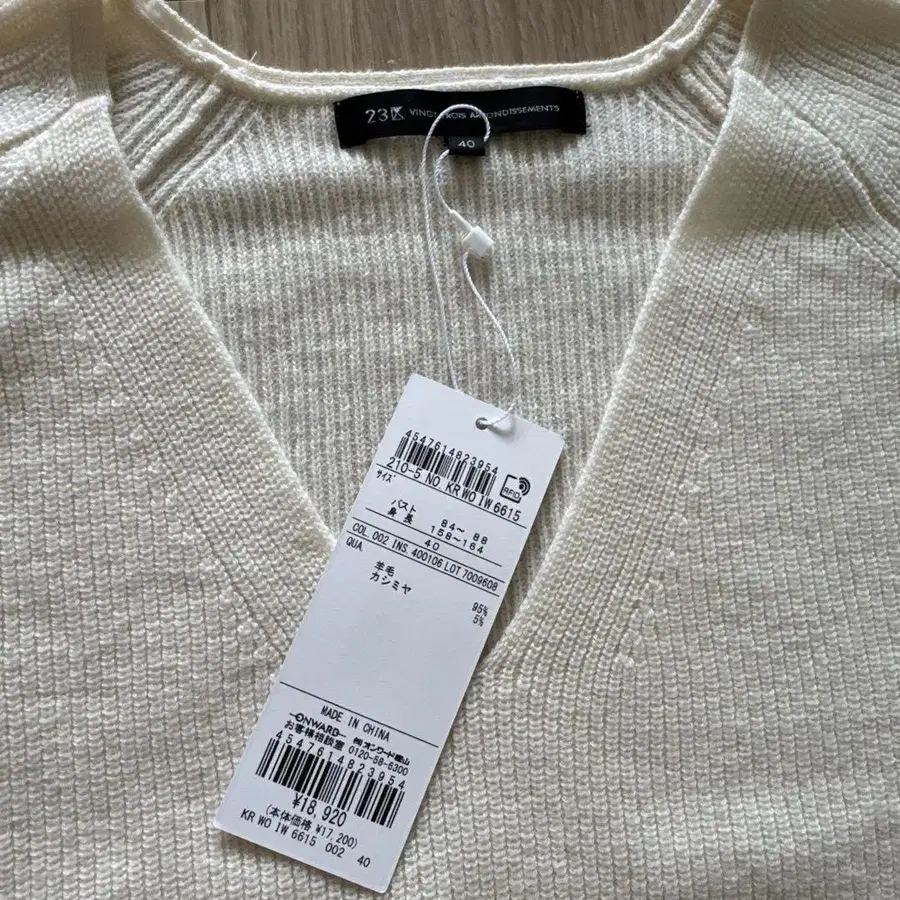 23区 VINGT-TROIS ARRONDISSEMENTS
40
4547614823954
210-5 NO KR WO IW 6615
サイズ
RFID
バスト 84～ 88
身 長 158～164
40
COL. 002 INS. 400106 LOT 7009608
QUA.
羊毛 95%
カシミヤ 5%
MADE IN CHINA
ONWARD ㈱オンワード樫山
お客様相談室 0120-58-6300
4547614823954
¥18,920
(本体価格 ¥17,200)
KR WO IW 6615 002 40